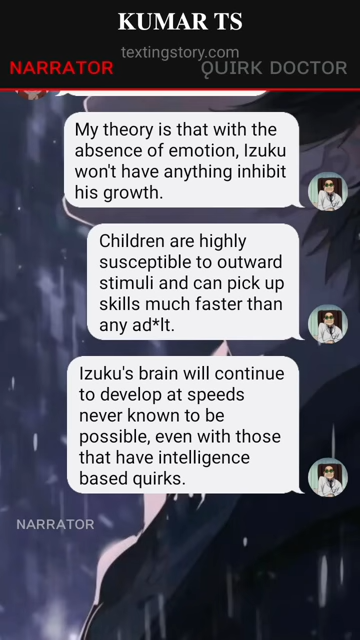 KUMAR TS
textingstory.com
NARRATOR QUIRK DOCTOR
My theory is that with the
absence of emotion, Izuku
won't have anything inhibit
his growth.
Children are highly
susceptible to outward
stimuli and can pick up
skills much faster than
any ad*lt.
Izuku's brain will continue
to develop at speeds
never known to be
possible, even with those
that have intelligence
based quirks.
NARRATOR